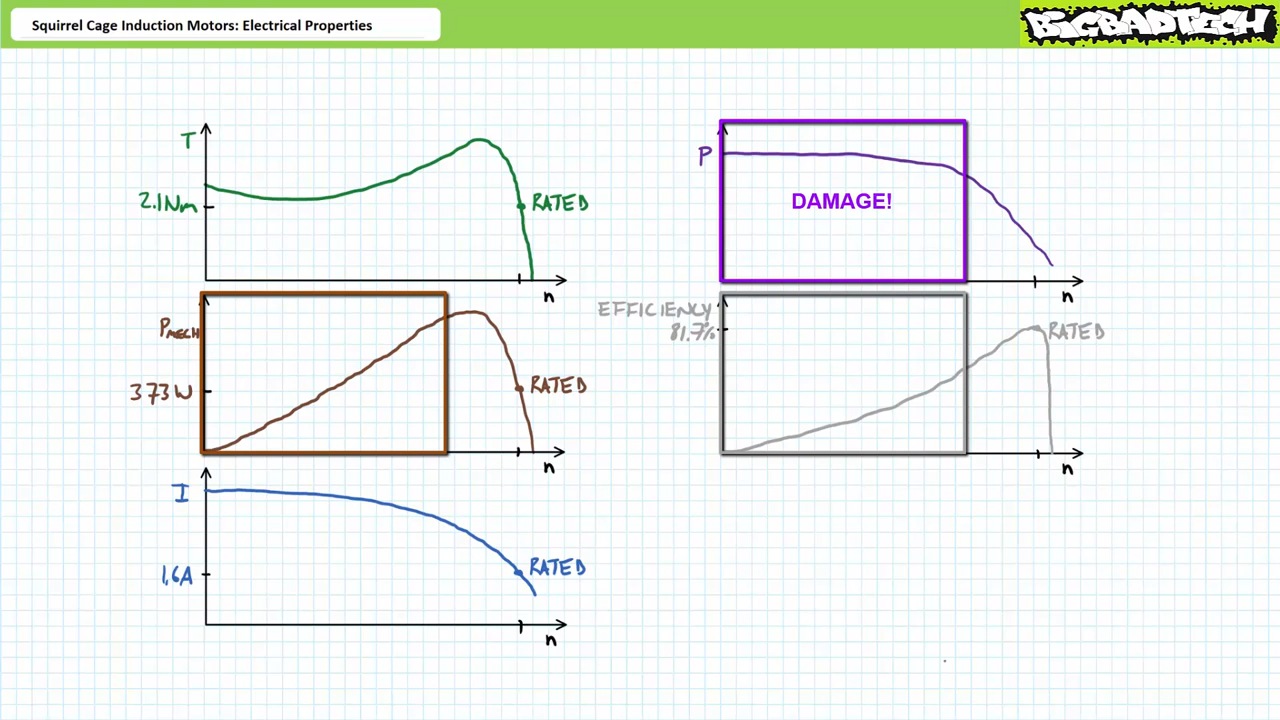 Squirrel Cage Induction Motors: Electrical Properties
BIGBADTECH
T
2.1Nm
RATED
n
P
DAMAGE!
n
PMECH
373W
RATED
n
EFFICIENCY
81.7%
RATED
n
I
1.6A
RATED
n